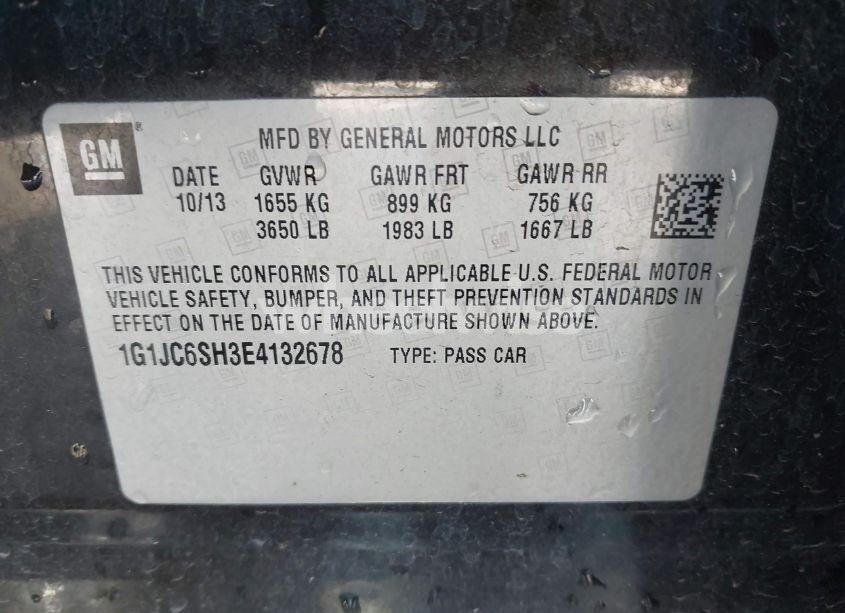 GM
MFD BY GENERAL MOTORS LLC
DATE GVWR GAWR FRT GAWR RR
10/13 1655 KG 899 KG 756 KG
3650 LB 1983 LB 1667 LB
THIS VEHICLE CONFORMS TO ALL APPLICABLE U.S. FEDERAL MOTOR
VEHICLE SAFETY, BUMPER, AND THEFT PREVENTION STANDARDS IN
EFFECT ON THE DATE OF MANUFACTURE SHOWN ABOVE.
1G1JC6SH3E4132678 TYPE: PASS CAR